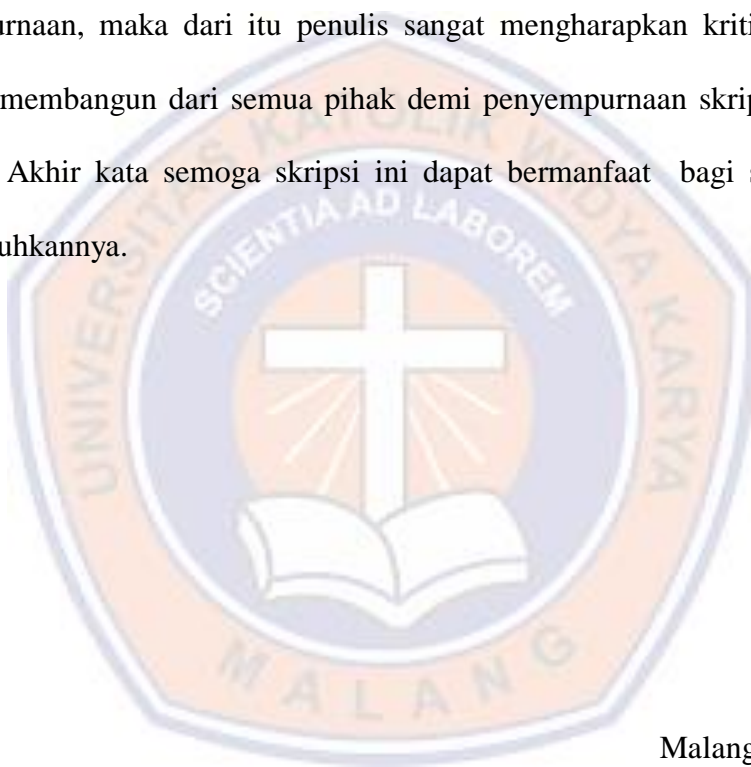 urnaan, maka dari itu penulis sangat mengharapkan kriti
membangun dari semua pihak demi penyempurnaan skrip
Akhir kata semoga skripsi ini dapat bermanfaat bagi s
uhkannya.
UNIVERSITAS KATOLIK WIDYA KARYA
SCIENTIA AD LABOREM
MALANG
Malang